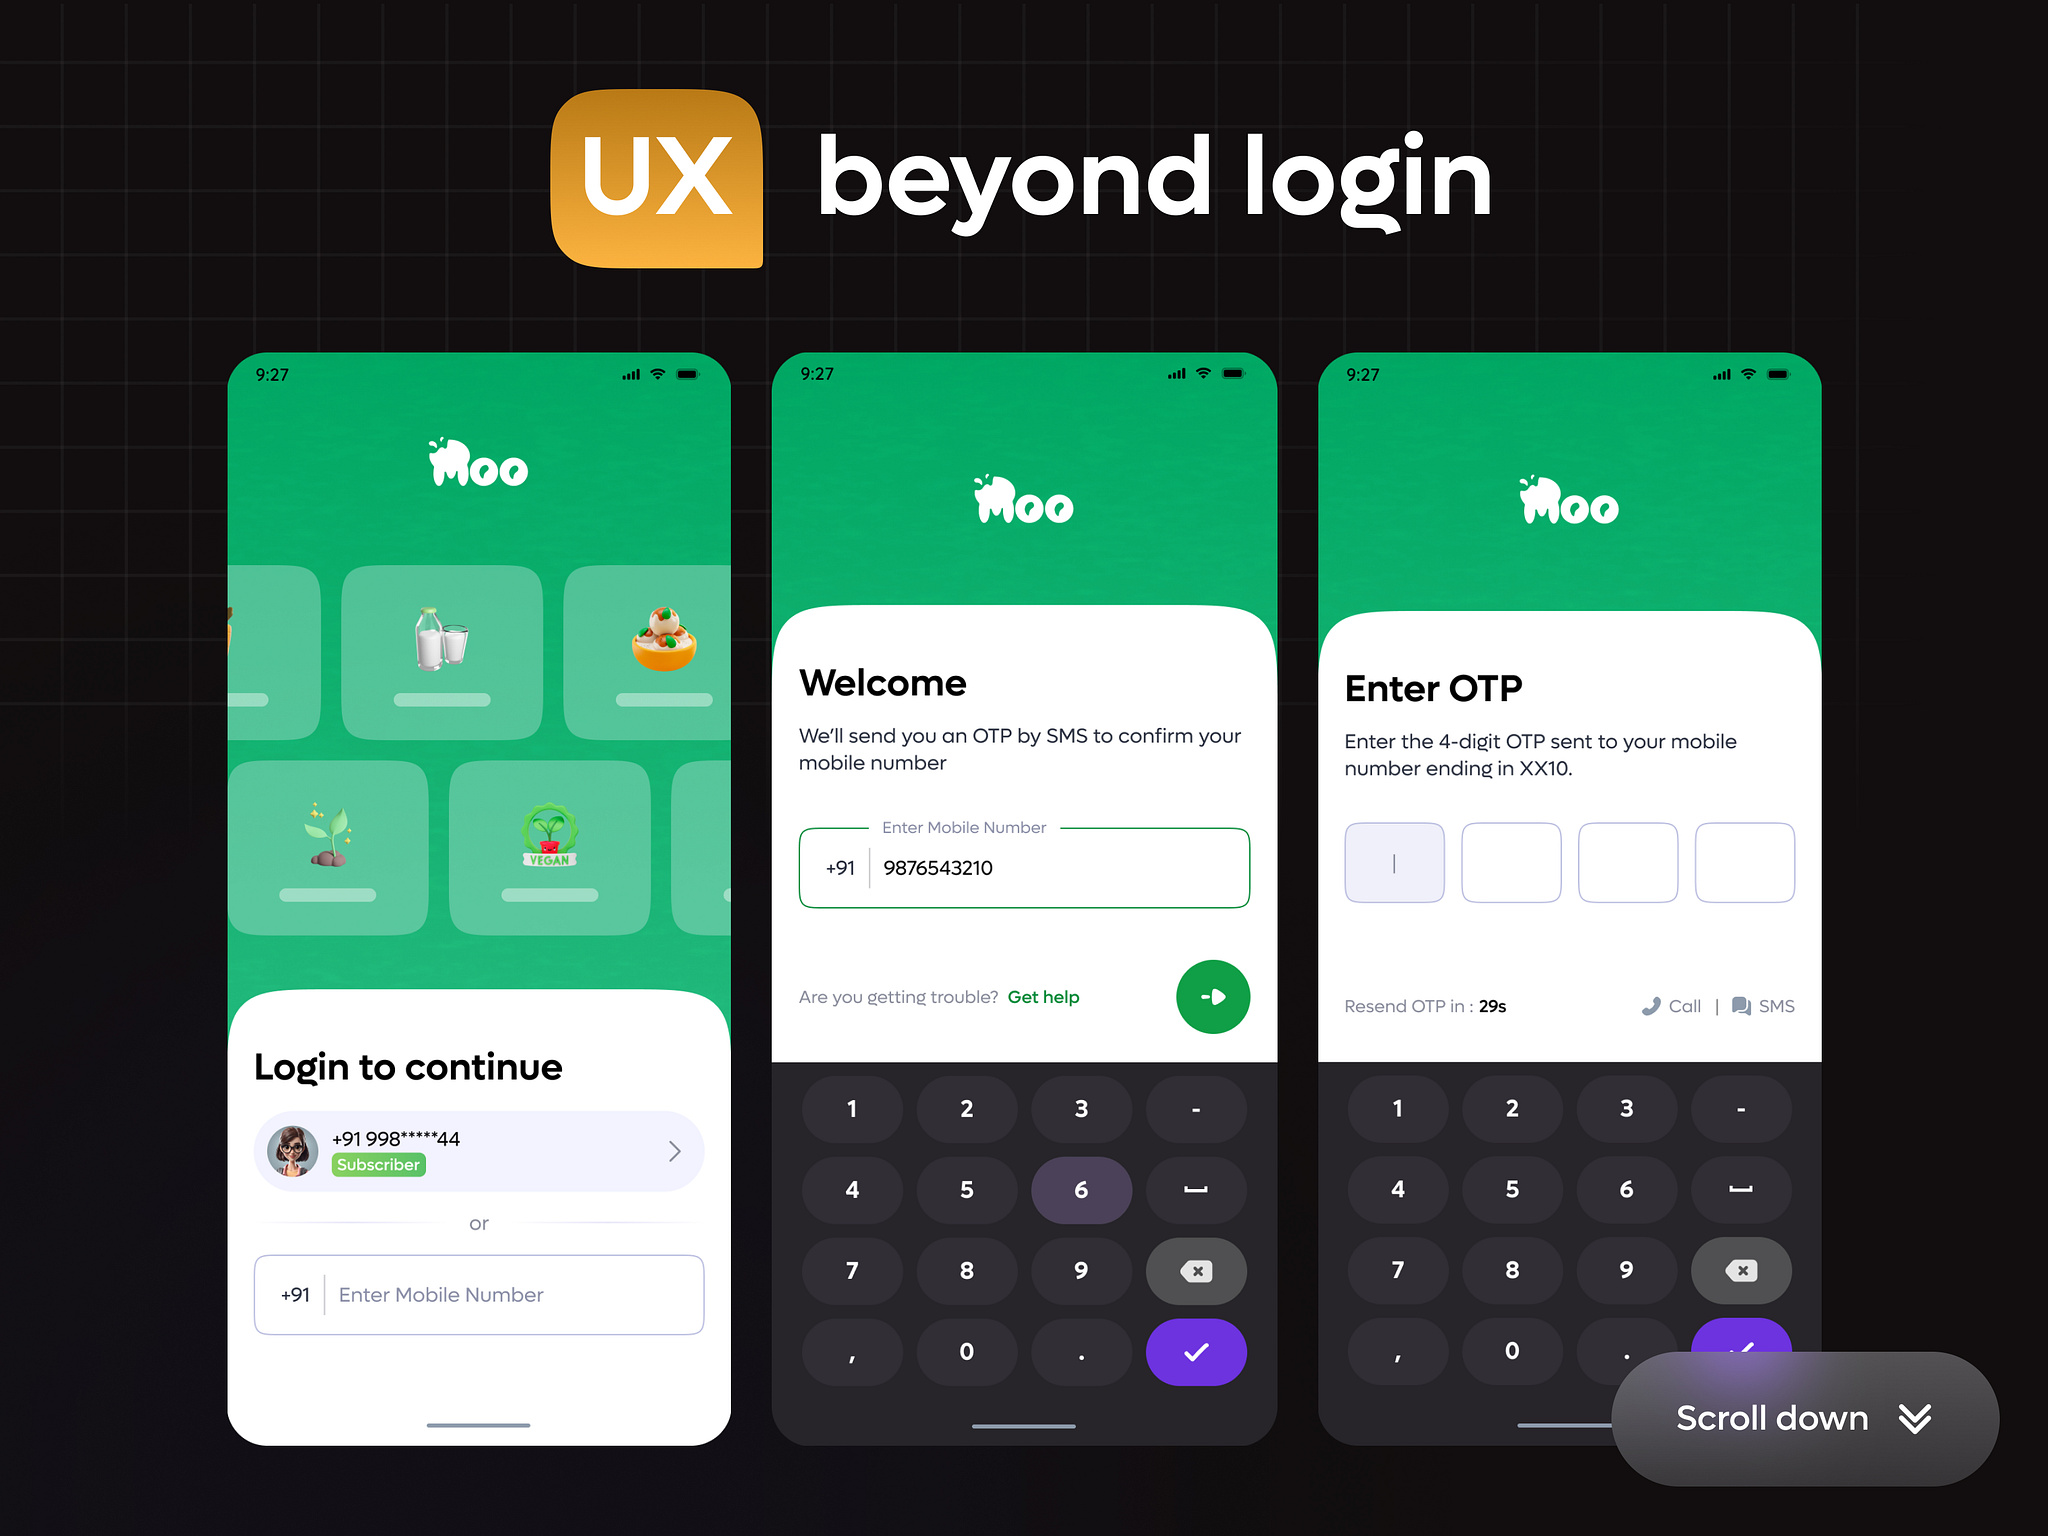 UX beyond login
9:27
Moo
VEGAN
Login to continue
+91 998*****44
Subscriber
or
+91 Enter Mobile Number
9:27
Moo
Welcome
We'll send you an OTP by SMS to confirm your
mobile number
Enter Mobile Number
+91 9876543210
Are you getting trouble? Get help
1 2 3 -
4 5 6
7 8 9
, 0 .
9:27
Moo
Enter OTP
Enter the 4-digit OTP sent to your mobile
number ending in XX10.
Resend OTP in : 29s Call | SMS
1 2 3 -
4 5 6
7 8 9
, 0 .
Scroll down